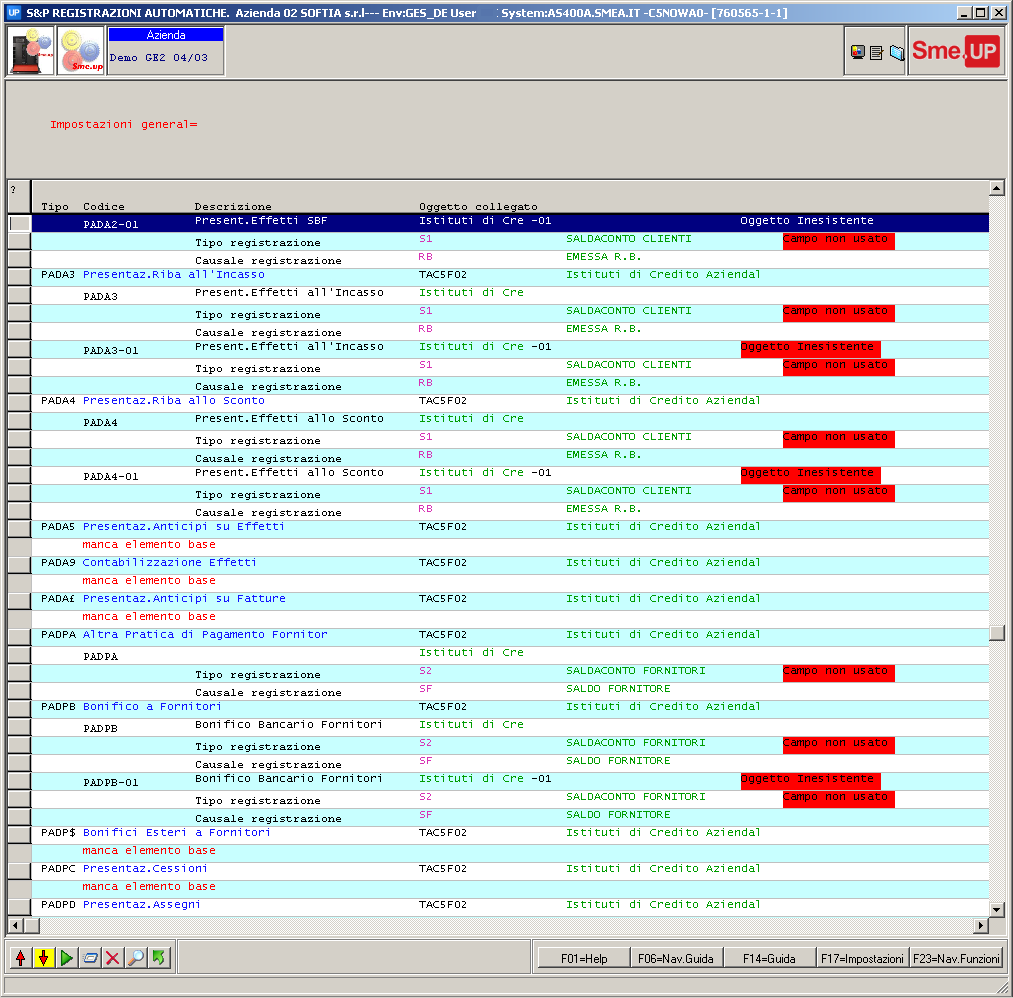 UP S&P REGISTRAZIONI AUTOMATICHE. Azienda 02 SOFTIA s.r.l--- Env:GES_DE User : System:AS400A.SMEA.IT -C5NOWA0- [760565-1-1]
Azienda
Demo GE2 04/03
Sme.up
Sme.UP
Impostazioni general=
?
Tipo Codice Descrizione Oggetto collegato
PADA2-01 Present.Effetti SBF Istituti di Cre -01 Oggetto Inesistente
Tipo registrazione S1 SALDACONTO CLIENTI Campo non usato
Causale registrazione RB EMESSA R.B.
PADA3 Presentaz.Riba all'Incasso TAC5F02 Istituti di Credito Aziendal
PADA3 Present.Effetti all'Incasso Istituti di Cre
Tipo registrazione S1 SALDACONTO CLIENTI Campo non usato
Causale registrazione RB EMESSA R.B.
PADA3-01 Present.Effetti all'Incasso Istituti di Cre -01 Oggetto Inesistente
Tipo registrazione S1 SALDACONTO CLIENTI Campo non usato
Causale registrazione RB EMESSA R.B.
PADA4 Presentaz.Riba allo Sconto TAC5F02 Istituti di Credito Aziendal
PADA4 Present.Effetti allo Sconto Istituti di Cre
Tipo registrazione S1 SALDACONTO CLIENTI Campo non usato
Causale registrazione RB EMESSA R.B.
PADA4-01 Present.Effetti allo Sconto Istituti di Cre -01 Oggetto Inesistente
Tipo registrazione S1 SALDACONTO CLIENTI Campo non usato
Causale registrazione RB EMESSA R.B.
PADA5 Presentaz.Anticipi su Effetti TAC5F02 Istituti di Credito Aziendal
manca elemento base
PADA9 Contabilizzazione Effetti TAC5F02 Istituti di Credito Aziendal
manca elemento base
PADA£ Presentaz.Anticipi su Fatture TAC5F02 Istituti di Credito Aziendal
manca elemento base
PADPA Altra Pratica di Pagamento Fornitor TAC5F02 Istituti di Credito Aziendal
PADPA Istituti di Cre
Tipo registrazione S2 SALDACONTO FORNITORI Campo non usato
Causale registrazione SF SALDO FORNITORE
PADPB Bonifico a Fornitori TAC5F02 Istituti di Credito Aziendal
PADPB Bonifico Bancario Fornitori Istituti di Cre
Tipo registrazione S2 SALDACONTO FORNITORI Campo non usato
Causale registrazione SF SALDO FORNITORE
PADPB-01 Bonifico Bancario Fornitori Istituti di Cre -01 Oggetto Inesistente
Tipo registrazione S2 SALDACONTO FORNITORI Campo non usato
Causale registrazione SF SALDO FORNITORE
PADP$ Bonifici Esteri a Fornitori TAC5F02 Istituti di Credito Aziendal
manca elemento base
PADPC Presentaz.Cessioni TAC5F02 Istituti di Credito Aziendal
manca elemento base
PADPD Presentaz.Assegni TAC5F02 Istituti di Credito Aziendal
F01=Help F06=Nav.Guida F14=Guida F17=Impostazioni F23=Nav.Funzioni